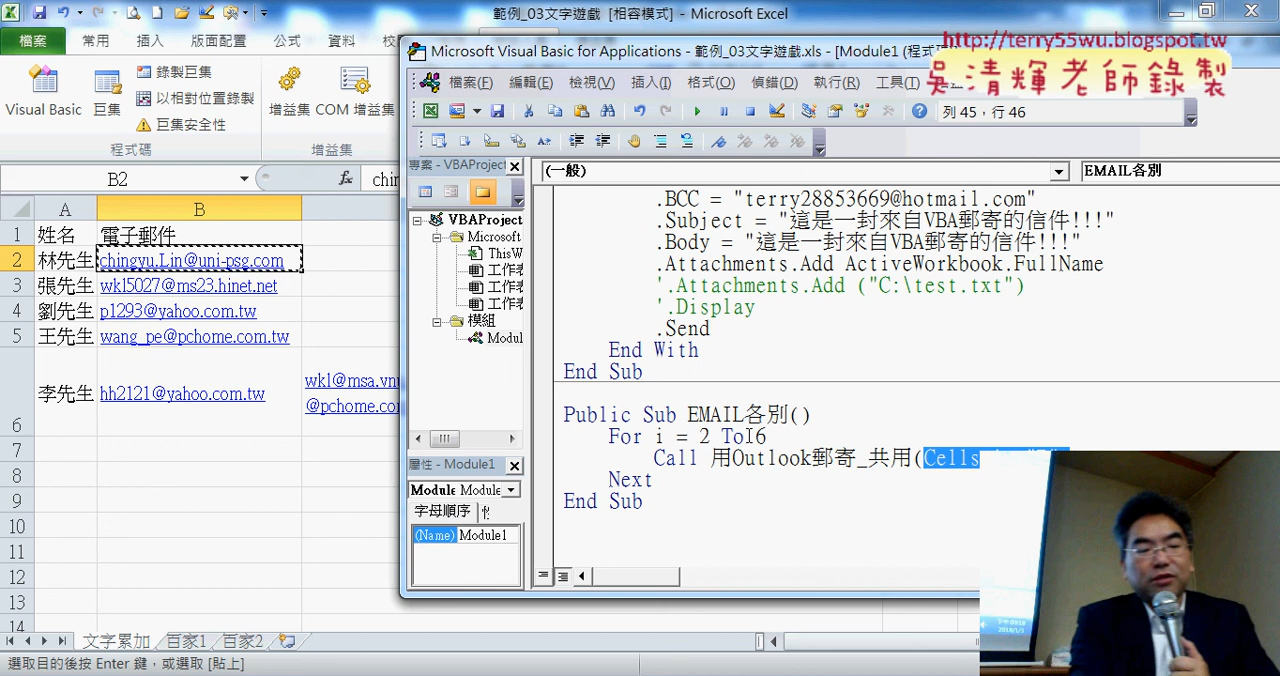 範例_03文字遊戲 [相容模式] - Microsoft Excel
檔案 常用 插入 版面配置 公式 資料
Visual Basic 巨集 錄製巨集 以相對位置錄製 巨集安全性 增益集 COM 增益集
程式碼 增益集
B2 fx
A B
1 姓名 電子郵件
2 林先生 chingyu.Lin@uni-psg.com
3 張先生 wkl5027@ms23.hinet.net
4 劉先生 p1293@yahoo.com.tw
5 王先生 wang_pe@pchome.com.tw
6 李先生 hh2121@yahoo.com.tw
7
8
9
10
11
12
13
14
文字累加 百家1 百家2
選取目的後按 Enter 鍵，或選取 [貼上]
Microsoft Visual Basic for Applications - 範例_03文字遊戲.xls - [Module1
http://terry55wu.blogspot.tw
吳清輝老師錄製
檔案(F) 編輯(E) 檢視(V) 插入(I) 格式(O) 偵錯(D) 執行(R) 工具(T)
列 45，行 46
專案 - VBAProject
VBAProject
Microsoft
ThisW
工作表
工作表
工作表
模組
Modul
屬性 - Module1
Module1 Module
字母順序
(Name) Module1
(一般) EMAIL各別
.BCC = "terry28853669@hotmail.com"
.Subject = "這是一封來自VBA郵寄的信件!!!"
.Body = "這是一封來自VBA郵寄的信件!!!"
.Attachments.Add ActiveWorkbook.FullName
'.Attachments.Add ("C:\test.txt")
'.Display
.Send
End With
End Sub
Public Sub EMAIL各別()
For i = 2 To 6
Call 用Outlook郵寄_共用(Cells
Next
End Sub